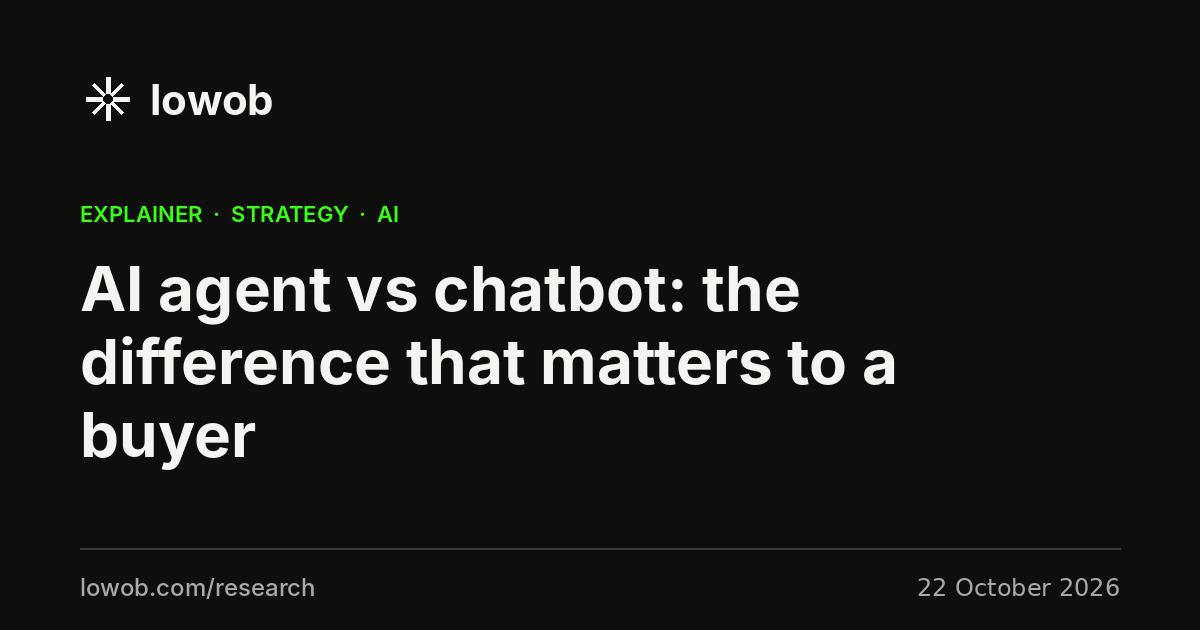 lowob
EXPLAINER · STRATEGY · AI
AI agent vs chatbot: the
difference that matters to a
buyer
lowob.com/research
22 October 2026